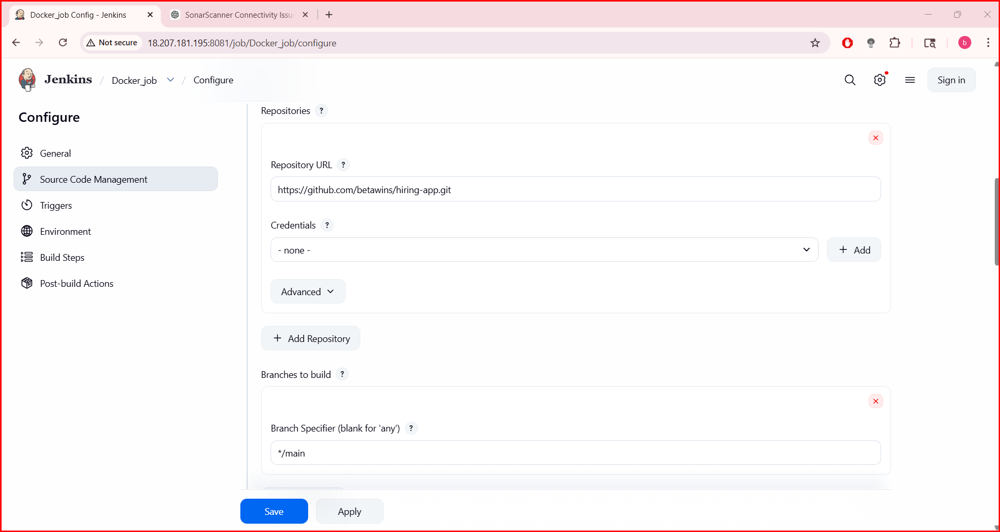 Docker_job Config - Jenkins
SonarScanner Connectivity Issu
Not secure
18.207.181.195:8081/job/Docker_job/configure
b
Jenkins / Docker_job / Configure
Sign in
Configure
General
Source Code Management
Triggers
Environment
Build Steps
Post-build Actions
Repositories ?
Repository URL ?
https://github.com/betawins/hiring-app.git
Credentials ?
- none -
+ Add
Advanced
+ Add Repository
Branches to build ?
Branch Specifier (blank for 'any') ?
*/main
Save
Apply